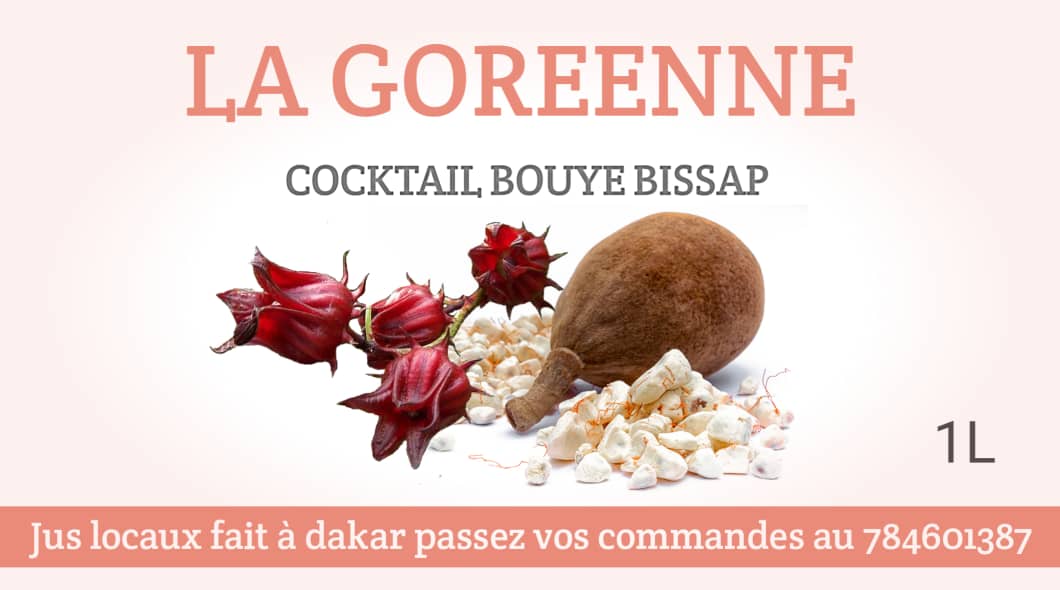 LA GOREENNE
COCKTAIL BOUYE BISSAP
1L
Jus locaux fait à dakar passez vos commandes au 784601387